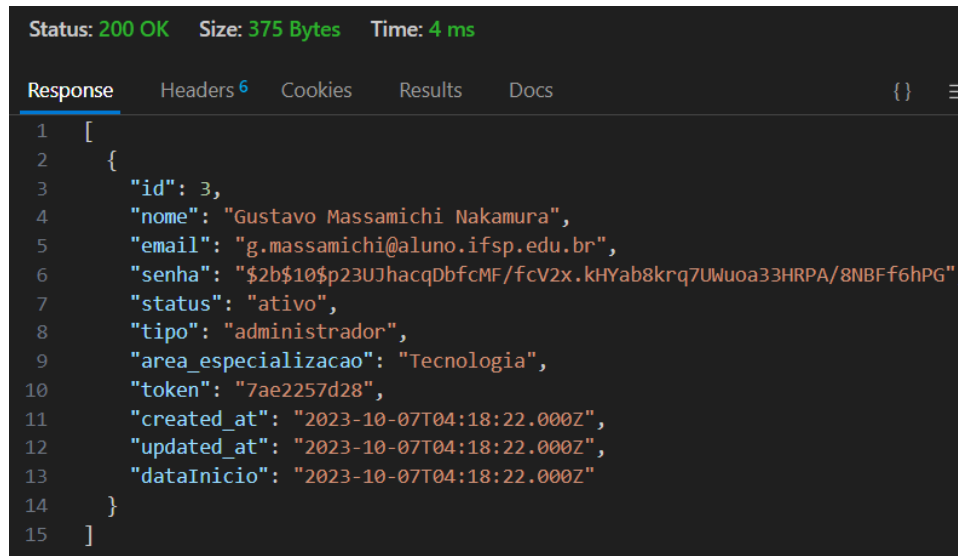 Status: 200 OK Size: 375 Bytes Time: 4 ms
Response Headers 6 Cookies Results Docs {}
1 [
2 {
3 "id": 3,
4 "nome": "Gustavo Massamichi Nakamura",
5 "email": "g.massamichi@aluno.ifsp.edu.br",
6 "senha": "$2b$10$p23UJhacqDbfcMF/fcV2x.kHYab8krq7UWuoa33HRPA/8NBFf6hPG"
7 "status": "ativo",
8 "tipo": "administrador",
9 "area_especializacao": "Tecnologia",
10 "token": "7ae2257d28",
11 "created_at": "2023-10-07T04:18:22.000Z",
12 "updated_at": "2023-10-07T04:18:22.000Z",
13 "dataInicio": "2023-10-07T04:18:22.000Z"
14 }
15 ]